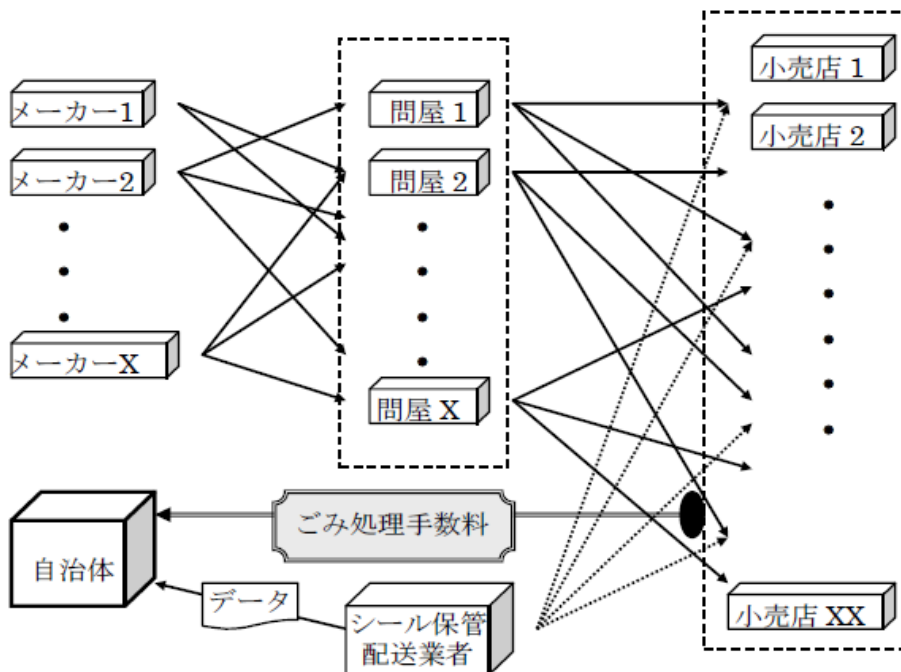 メーカー1
メーカー2
メーカーX
問屋 1
問屋 2
問屋 X
小売店 1
小売店 2
小売店 XX
ごみ処理手数料
自治体
データ
シール保管
配送業者